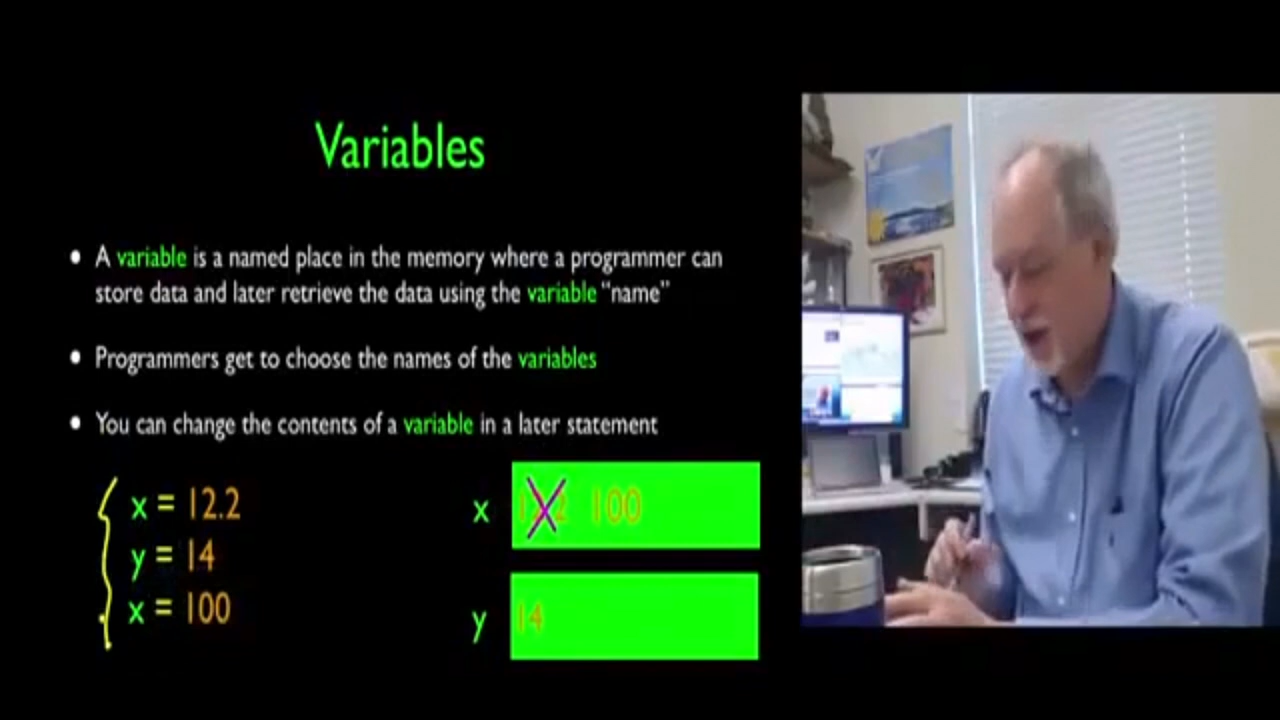 Variables
• A variable is a named place in the memory where a programmer can
store data and later retrieve the data using the variable “name”
• Programmers get to choose the names of the variables
• You can change the contents of a variable in a later statement
x = 12.2
y = 14
x = 100
x 12.2 100
y 14